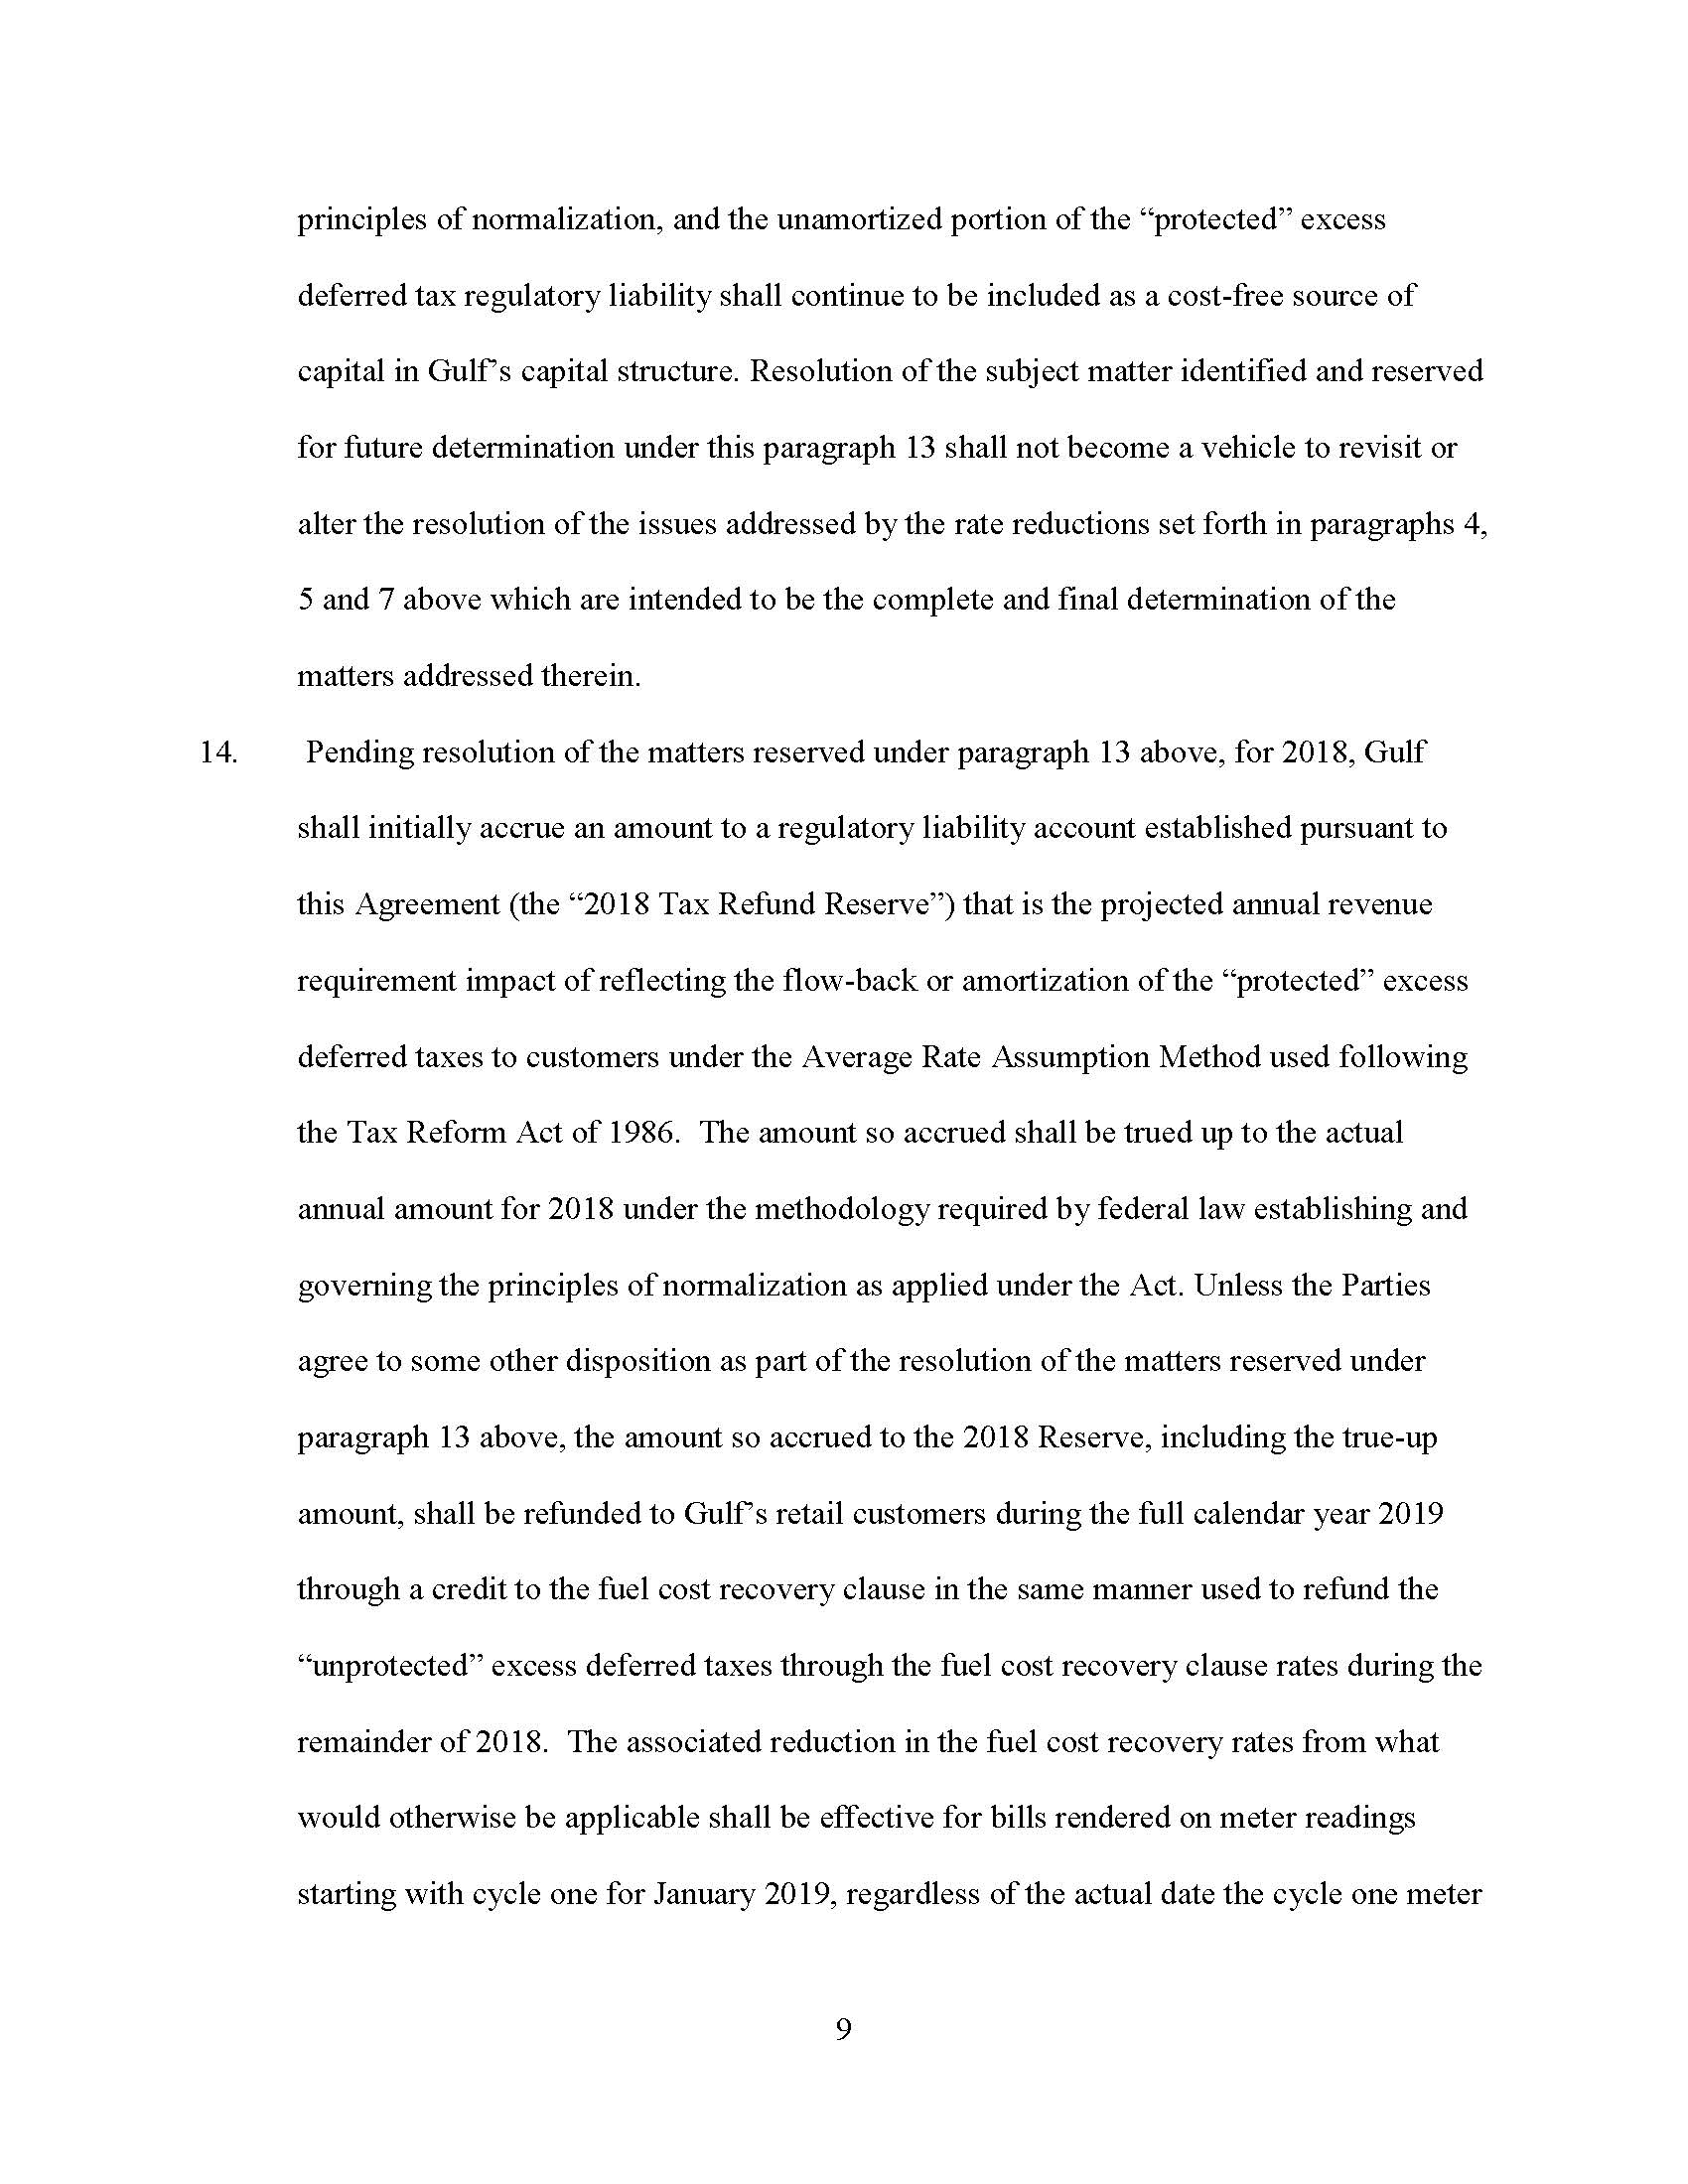 principles of normalization, and the unamortized portion of the “protected” excess
deferred tax regulatory liability shall continue to be included as a cost-free source of
capital in Gulf’s capital structure. Resolution of the subject matter identified and reserved
for future determination under this paragraph 13 shall not become a vehicle to revisit or
alter the resolution of the issues addressed by the rate reductions set forth in paragraphs 4,
5 and 7 above which are intended to be the complete and final determination of the
matters addressed therein.
14. Pending resolution of the matters reserved under paragraph 13 above, for 2018, Gulf
shall initially accrue an amount to a regulatory liability account established pursuant to
this Agreement (the “2018 Tax Refund Reserve”) that is the projected annual revenue
requirement impact of reflecting the flow-back or amortization of the “protected” excess
deferred taxes to customers under the Average Rate Assumption Method used following
the Tax Reform Act of 1986.  The amount so accrued shall be trued up to the actual
annual amount for 2018 under the methodology required by federal law establishing and
governing the principles of normalization as applied under the Act. Unless the Parties
agree to some other disposition as part of the resolution of the matters reserved under
paragraph 13 above, the amount so accrued to the 2018 Reserve, including the true-up
amount, shall be refunded to Gulf’s retail customers during the full calendar year 2019
through a credit to the fuel cost recovery clause in the same manner used to refund the
“unprotected” excess deferred taxes through the fuel cost recovery clause rates during the
remainder of 2018.  The associated reduction in the fuel cost recovery rates from what
would otherwise be applicable shall be effective for bills rendered on meter readings
starting with cycle one for January 2019, regardless of the actual date the cycle one meter
9